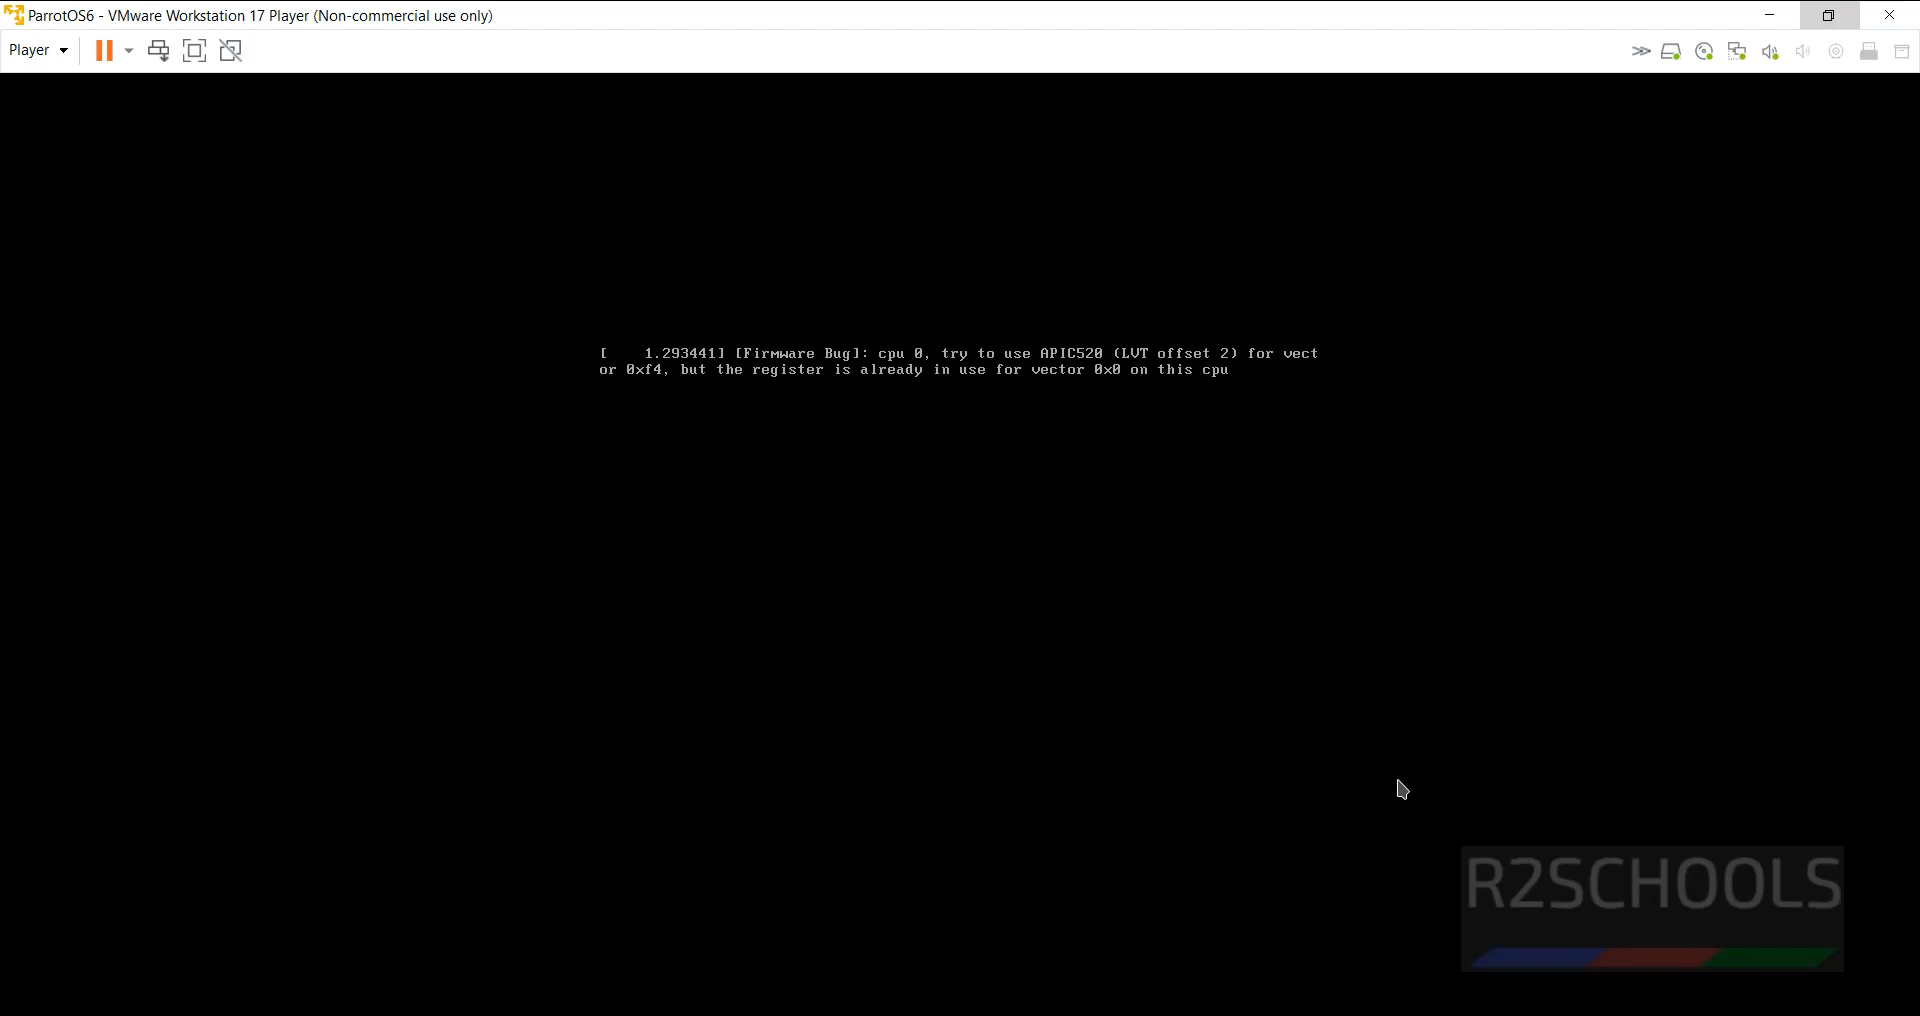 ParrotOS6 - VMware Workstation 17 Player (Non-commercial use only)
Player
[    1.293441] [Firmware Bug]: cpu 0, try to use APIC520 (LVT offset 2) for vect
or 0xf4, but the register is already in use for vector 0x0 on this cpu
R2SCHOOLS